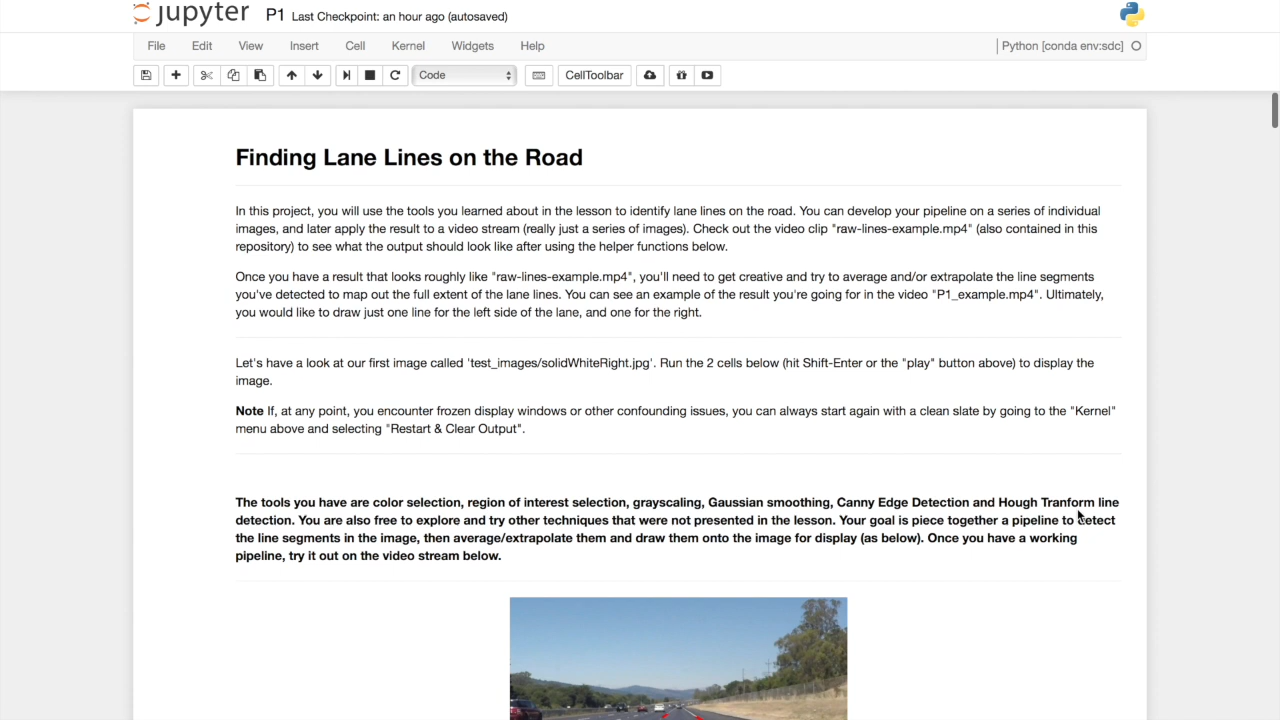 jupyter P1 Last Checkpoint: an hour ago (autosaved)
File Edit View Insert Cell Kernel Widgets Help Python [conda env:sdc]
Code CellToolbar
Finding Lane Lines on the Road
In this project, you will use the tools you learned about in the lesson to identify lane lines on the road. You can develop your pipeline on a series of individual
images, and later apply the result to a video stream (really just a series of images). Check out the video clip "raw-lines-example.mp4" (also contained in this
repository) to see what the output should look like after using the helper functions below.
Once you have a result that looks roughly like "raw-lines-example.mp4", you'll need to get creative and try to average and/or extrapolate the line segments
you've detected to map out the full extent of the lane lines. You can see an example of the result you're going for in the video "P1_example.mp4". Ultimately,
you would like to draw just one line for the left side of the lane, and one for the right.
Let's have a look at our first image called 'test_images/solidWhiteRight.jpg'. Run the 2 cells below (hit Shift-Enter or the "play" button above) to display the
image.
Note If, at any point, you encounter frozen display windows or other confounding issues, you can always start again with a clean slate by going to the "Kernel"
menu above and selecting "Restart & Clear Output".
The tools you have are color selection, region of interest selection, grayscaling, Gaussian smoothing, Canny Edge Detection and Hough Tranform line
detection. You are also free to explore and try other techniques that were not presented in the lesson. Your goal is piece together a pipeline to detect
the line segments in the image, then average/extrapolate them and draw them onto the image for display (as below). Once you have a working
pipeline, try it out on the video stream below.